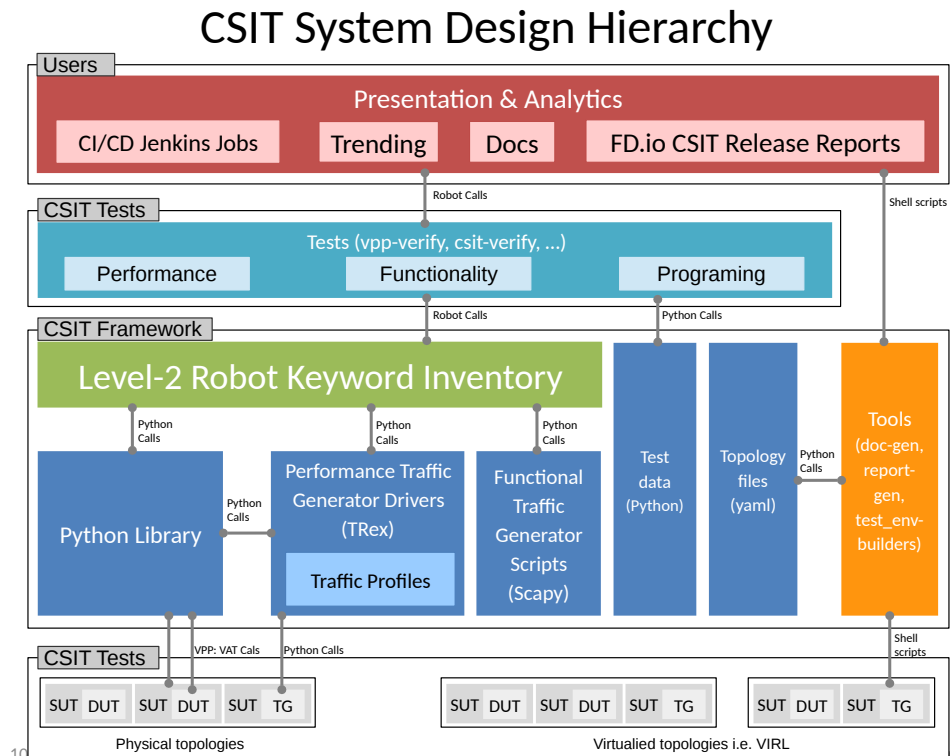 CSIT System Design Hierarchy
Users
Presentation & Analytics
CI/CD Jenkins Jobs
Trending
Docs
FD.io CSIT Release Reports
Robot Calls
Shell scripts
CSIT Tests
Tests (vpp-verify, csit-verify, ...)
Performance
Functionality
Programing
Robot Calls
Python Calls
CSIT Framework
Level-2 Robot Keyword Inventory
Python
Calls
Python
Calls
Python
Calls
Python Library
Python
Calls
Performance Traffic
Generator Drivers
(TRex)
Traffic Profiles
Functional
Traffic
Generator
Scripts
(Scapy)
Test
data
(Python)
Topology
files
(yaml)
Python
Calls
Tools
(doc-gen,
report-
gen,
test_env-
builders)
VPP: VAT Cals
Python Calls
Shell
scripts
CSIT Tests
SUT DUT
SUT DUT
SUT TG
SUT DUT
SUT DUT
SUT TG
SUT DUT
SUT TG
Physical topologies
Virtualied topologies i.e. VIRL
10